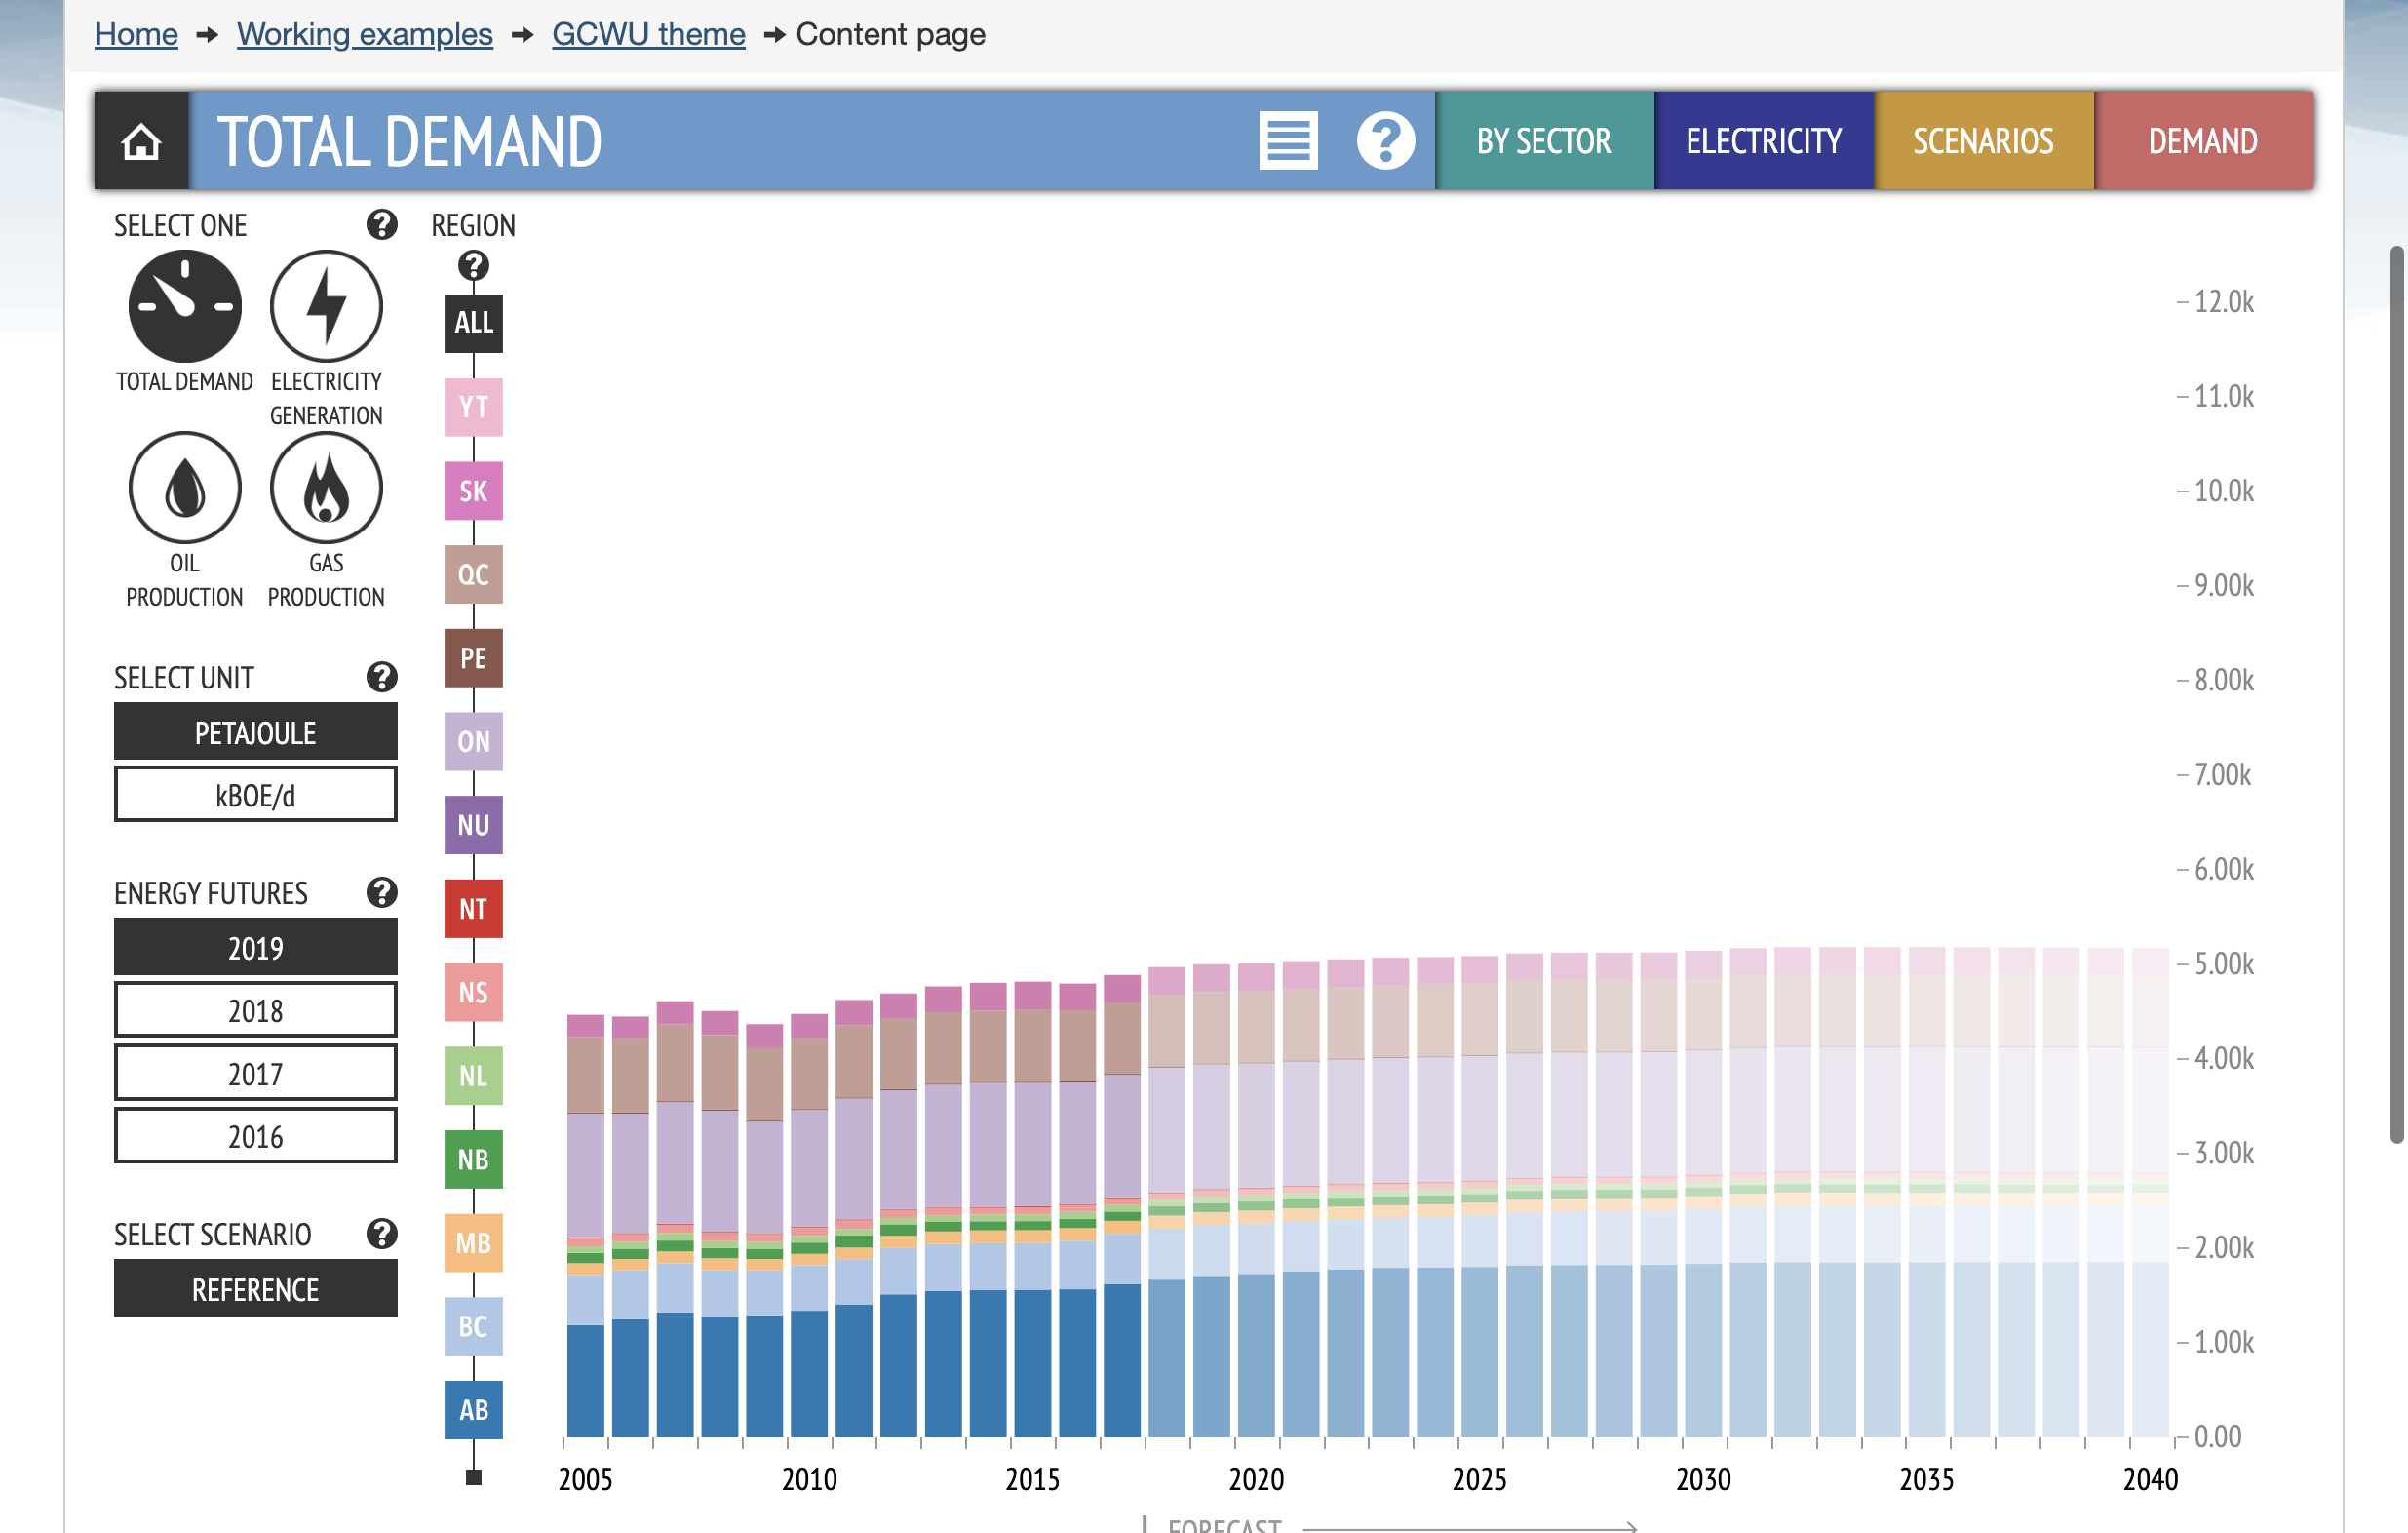 Home → Working examples → GCWU theme → Content page
TOTAL DEMAND
BY SECTOR
ELECTRICITY
SCENARIOS
DEMAND
SELECT ONE
?
TOTAL DEMAND
ELECTRICITY
GENERATION
OIL
PRODUCTION
GAS
PRODUCTION
SELECT UNIT
PETAJOULE
kBOE/d
ENERGY FUTURES
2019
2018
2017
2016
SELECT SCENARIO
REFERENCE
REGION
?
ALL
YT
SK
QC
PE
ON
NU
NT
NS
NL
NB
MB
BC
AB
12.0k
11.0k
10.0k
9.00k
8.00k
7.00k
6.00k
5.00k
4.00k
3.00k
2.00k
1.00k
0.00
2005 2010 2015 2020 2025 2030 2035 2040
FORECAST